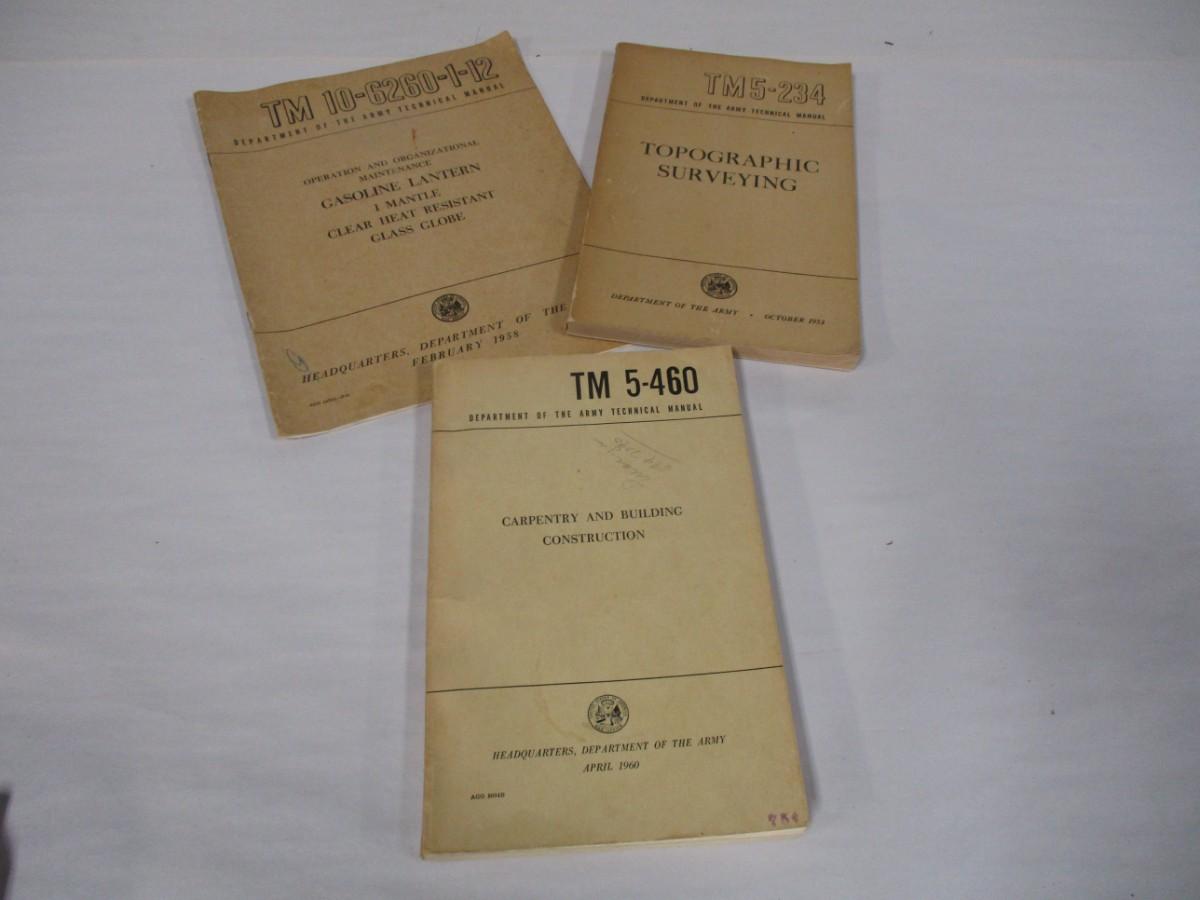 TM 10-6260-1-12
DEPARTMENT OF THE ARMY TECHNICAL MANUAL
OPERATION AND ORGANIZATIONAL
MAINTENANCE
GASOLINE LANTERN
1 MANTLE
CLEAR HEAT RESISTANT
GLASS GLOBE
HEADQUARTERS, DEPARTMENT OF THE
FEBRUARY 1958
TM 5-234
DEPARTMENT OF THE ARMY TECHNICAL MANUAL
TOPOGRAPHIC
SURVEYING
DEPARTMENT OF THE ARMY • OCTOBER 1953
TM 5-460
DEPARTMENT OF THE ARMY TECHNICAL MANUAL
CARPENTRY AND BUILDING
CONSTRUCTION
HEADQUARTERS, DEPARTMENT OF THE ARMY
APRIL 1960
AGO